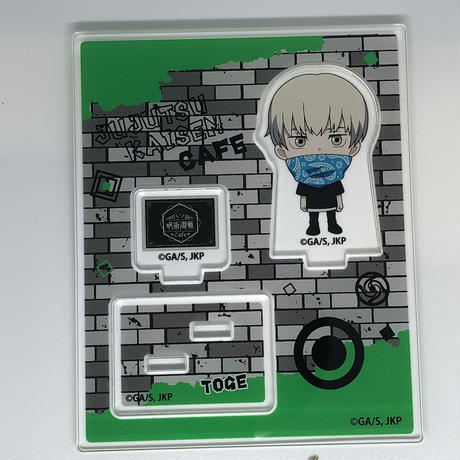 JUJUTSU
KAISEN
CAFE
呪術廻戦
Cafe
©GA/S, JKP
©GA/S, JKP
TOGE
©GA/S, JKP
©GA/S, JKP